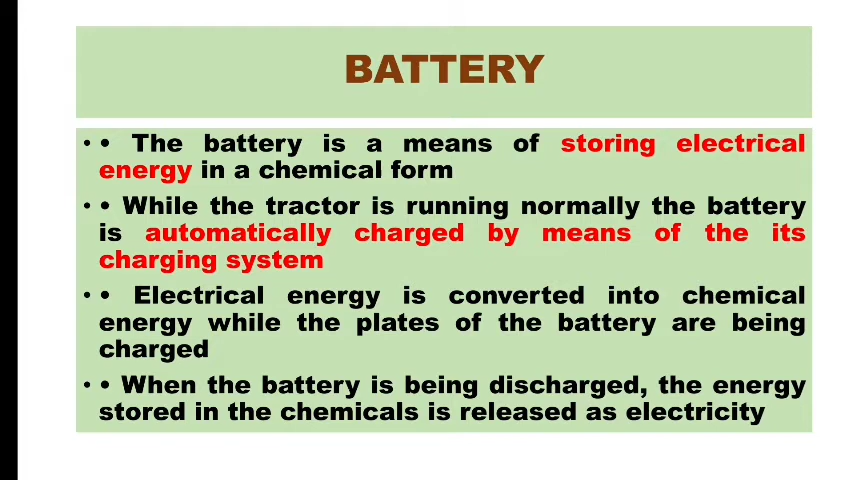 BATTERY
• • The battery is a means of storing electrical
energy in a chemical form
• • While the tractor is running normally the battery
is automatically charged by means of the its
charging system
• • Electrical energy is converted into chemical
energy while the plates of the battery are being
charged
• • When the battery is being discharged, the energy
stored in the chemicals is released as electricity